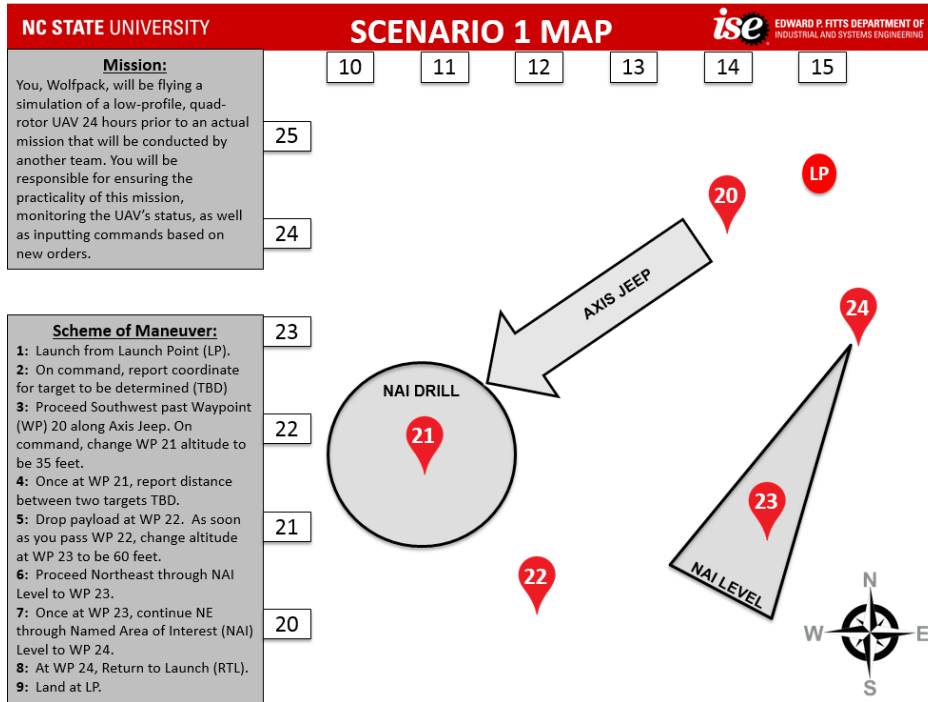 NC STATE UNIVERSITY
SCENARIO 1 MAP
ise
EDWARD P. FITTS DEPARTMENT OF
INDUSTRIAL AND SYSTEMS ENGINEERING
Mission:
You, Wolfpack, will be flying a
simulation of a low-profile, quad-
rotor UAV 24 hours prior to an actual
mission that will be conducted by
another team. You will be
responsible for ensuring the
practicality of this mission,
monitoring the UAV's status, as well
as inputting commands based on
new orders.
Scheme of Maneuver:
1: Launch from Launch Point (LP).
2: On command, report coordinate
for target to be determined (TBD)
3: Proceed Southwest past Waypoint
(WP) 20 along Axis Jeep. On
command, change WP 21 altitude to
be 35 feet.
4: Once at WP 21, report distance
between two targets TBD.
5: Drop payload at WP 22. As soon
as you pass WP 22, change altitude
at WP 23 to be 60 feet.
6: Proceed Northeast through NAI
Level to WP 23.
7: Once at WP 23, continue NE
through Named Area of Interest (NAI)
Level to WP 24.
8: At WP 24, Return to Launch (RTL).
9: Land at LP.
10 11 12 13 14 15
25
24
23
22
21
20
LP
20
AXIS JEEP
24
NAI DRILL
21
23
NAI LEVEL
22
N
W E
S